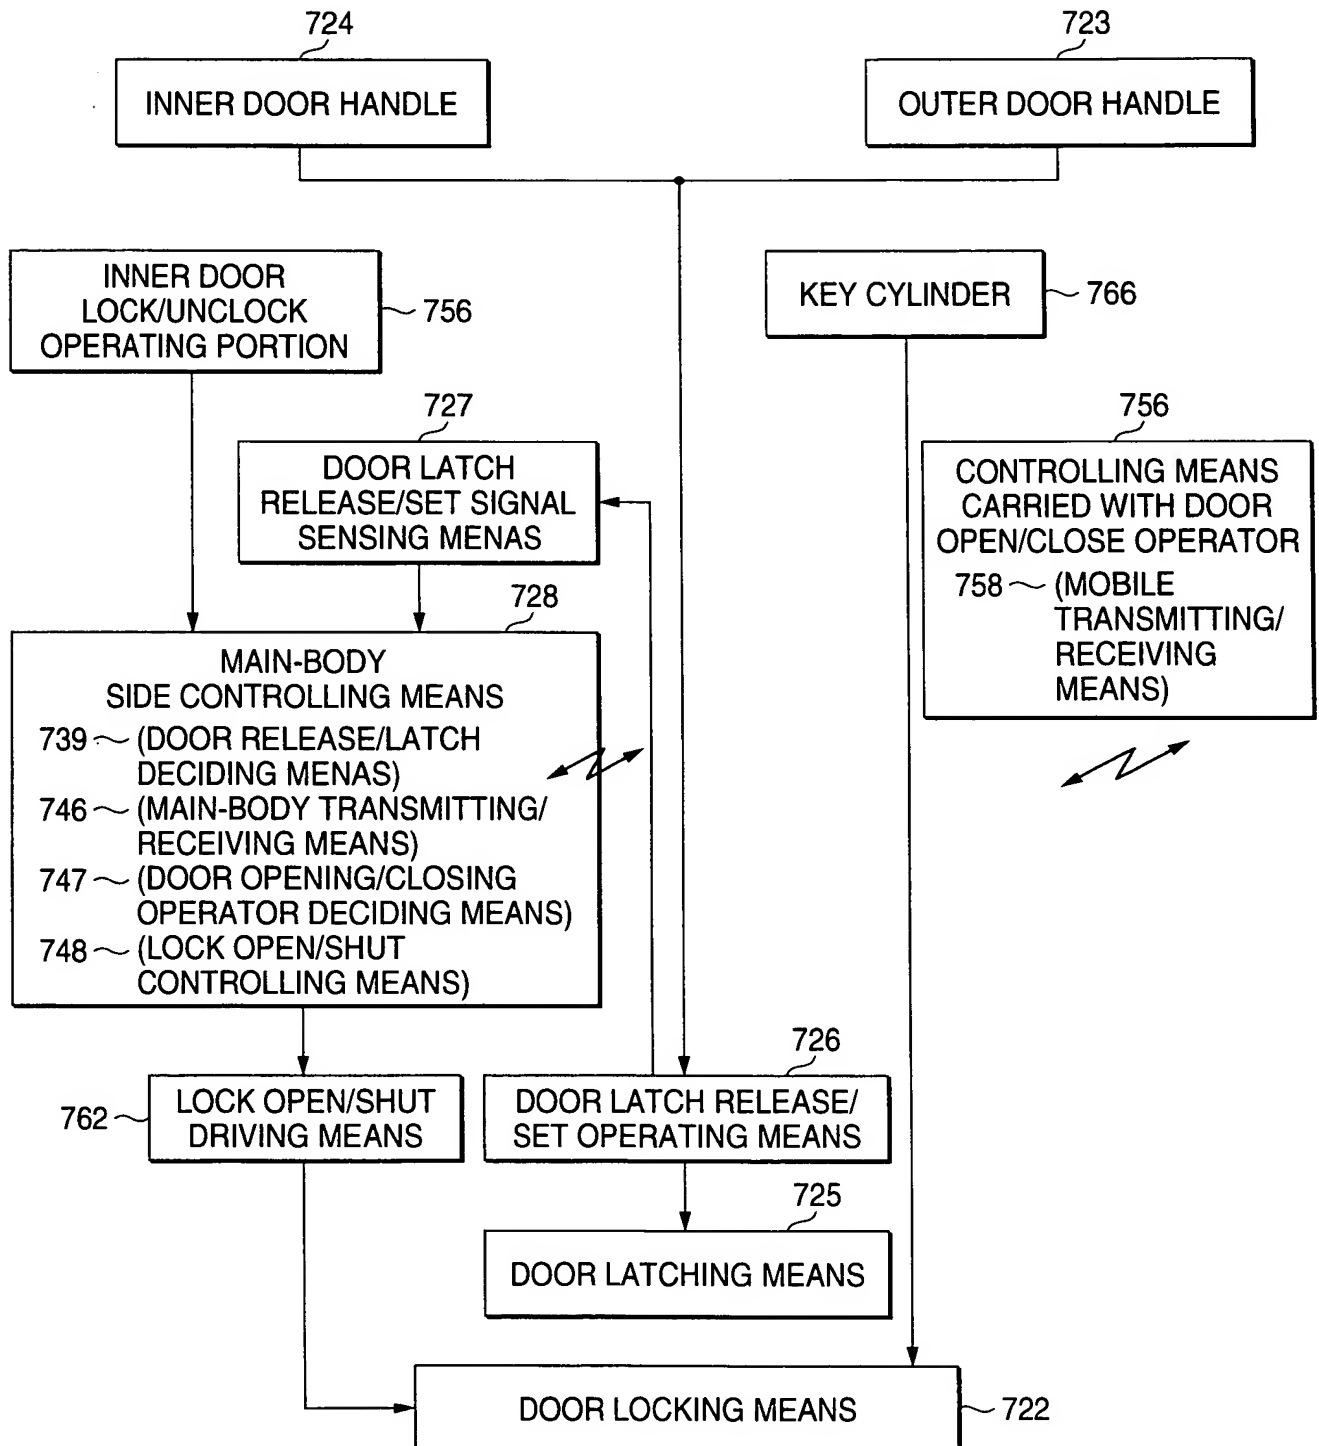 724
INNER DOOR HANDLE
723
OUTER DOOR HANDLE
INNER DOOR
LOCK/UNCLOCK
OPERATING PORTION
756
KEY CYLINDER
766
727
DOOR LATCH
RELEASE/SET SIGNAL
SENSING MENAS
756
CONTROLLING MEANS
CARRIED WITH DOOR
OPEN/CLOSE OPERATOR
758 (MOBILE
TRANSMITTING/
RECEIVING
MEANS)
728
MAIN-BODY
SIDE CONTROLLING MEANS
739 (DOOR RELEASE/LATCH
DECIDING MENAS)
746 (MAIN-BODY TRANSMITTING/
RECEIVING MEANS)
747 (DOOR OPENING/CLOSING
OPERATOR DECIDING MEANS)
748 (LOCK OPEN/SHUT
CONTROLLING MEANS)
762
LOCK OPEN/SHUT
DRIVING MEANS
726
DOOR LATCH RELEASE/
SET OPERATING MEANS
725
DOOR LATCHING MEANS
DOOR LOCKING MEANS
722